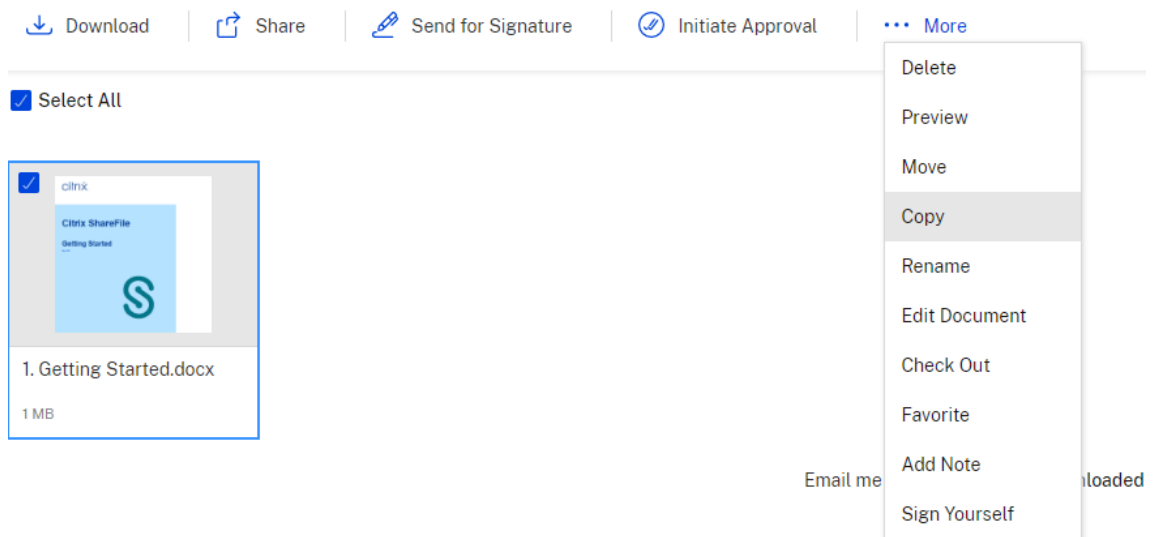 Download
Share
Send for Signature
Initiate Approval
More
Select All
citrix
Citrix ShareFile
Getting Started
1. Getting Started.docx
1 MB
Delete
Preview
Move
Copy
Rename
Edit Document
Check Out
Favorite
Add Note
Sign Yourself
Email me
loaded